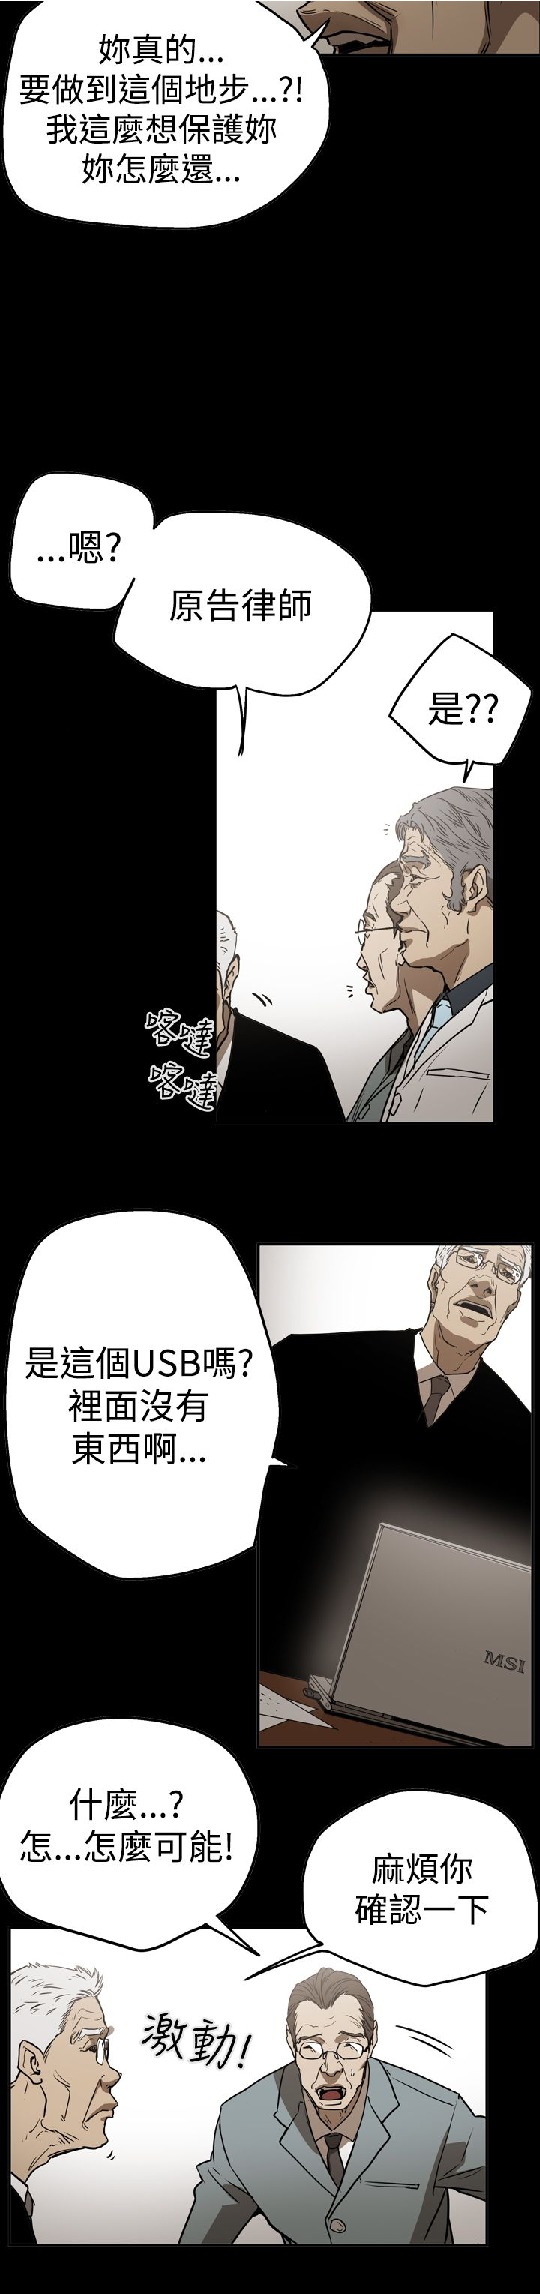 妳真的...
要做到這個地步...?!
我這麼想保護妳
妳怎麼還...
...嗯?
原告律師
是??
喀噠
喀噠
是這個USB嗎?
裡面沒有
東西啊...
MSI
什麼...?
怎...怎麼可能!
麻煩你
確認一下
激動!